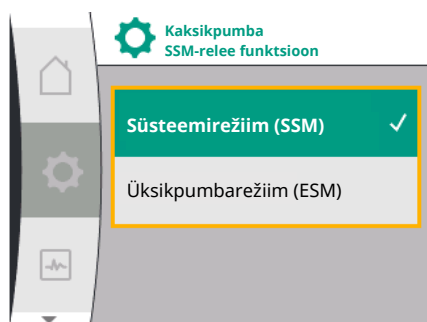 Kaksikpumba
SSM-relee funktsioon
Süsteemirežiim (SSM)
Üksikpumbarežiim (ESM)